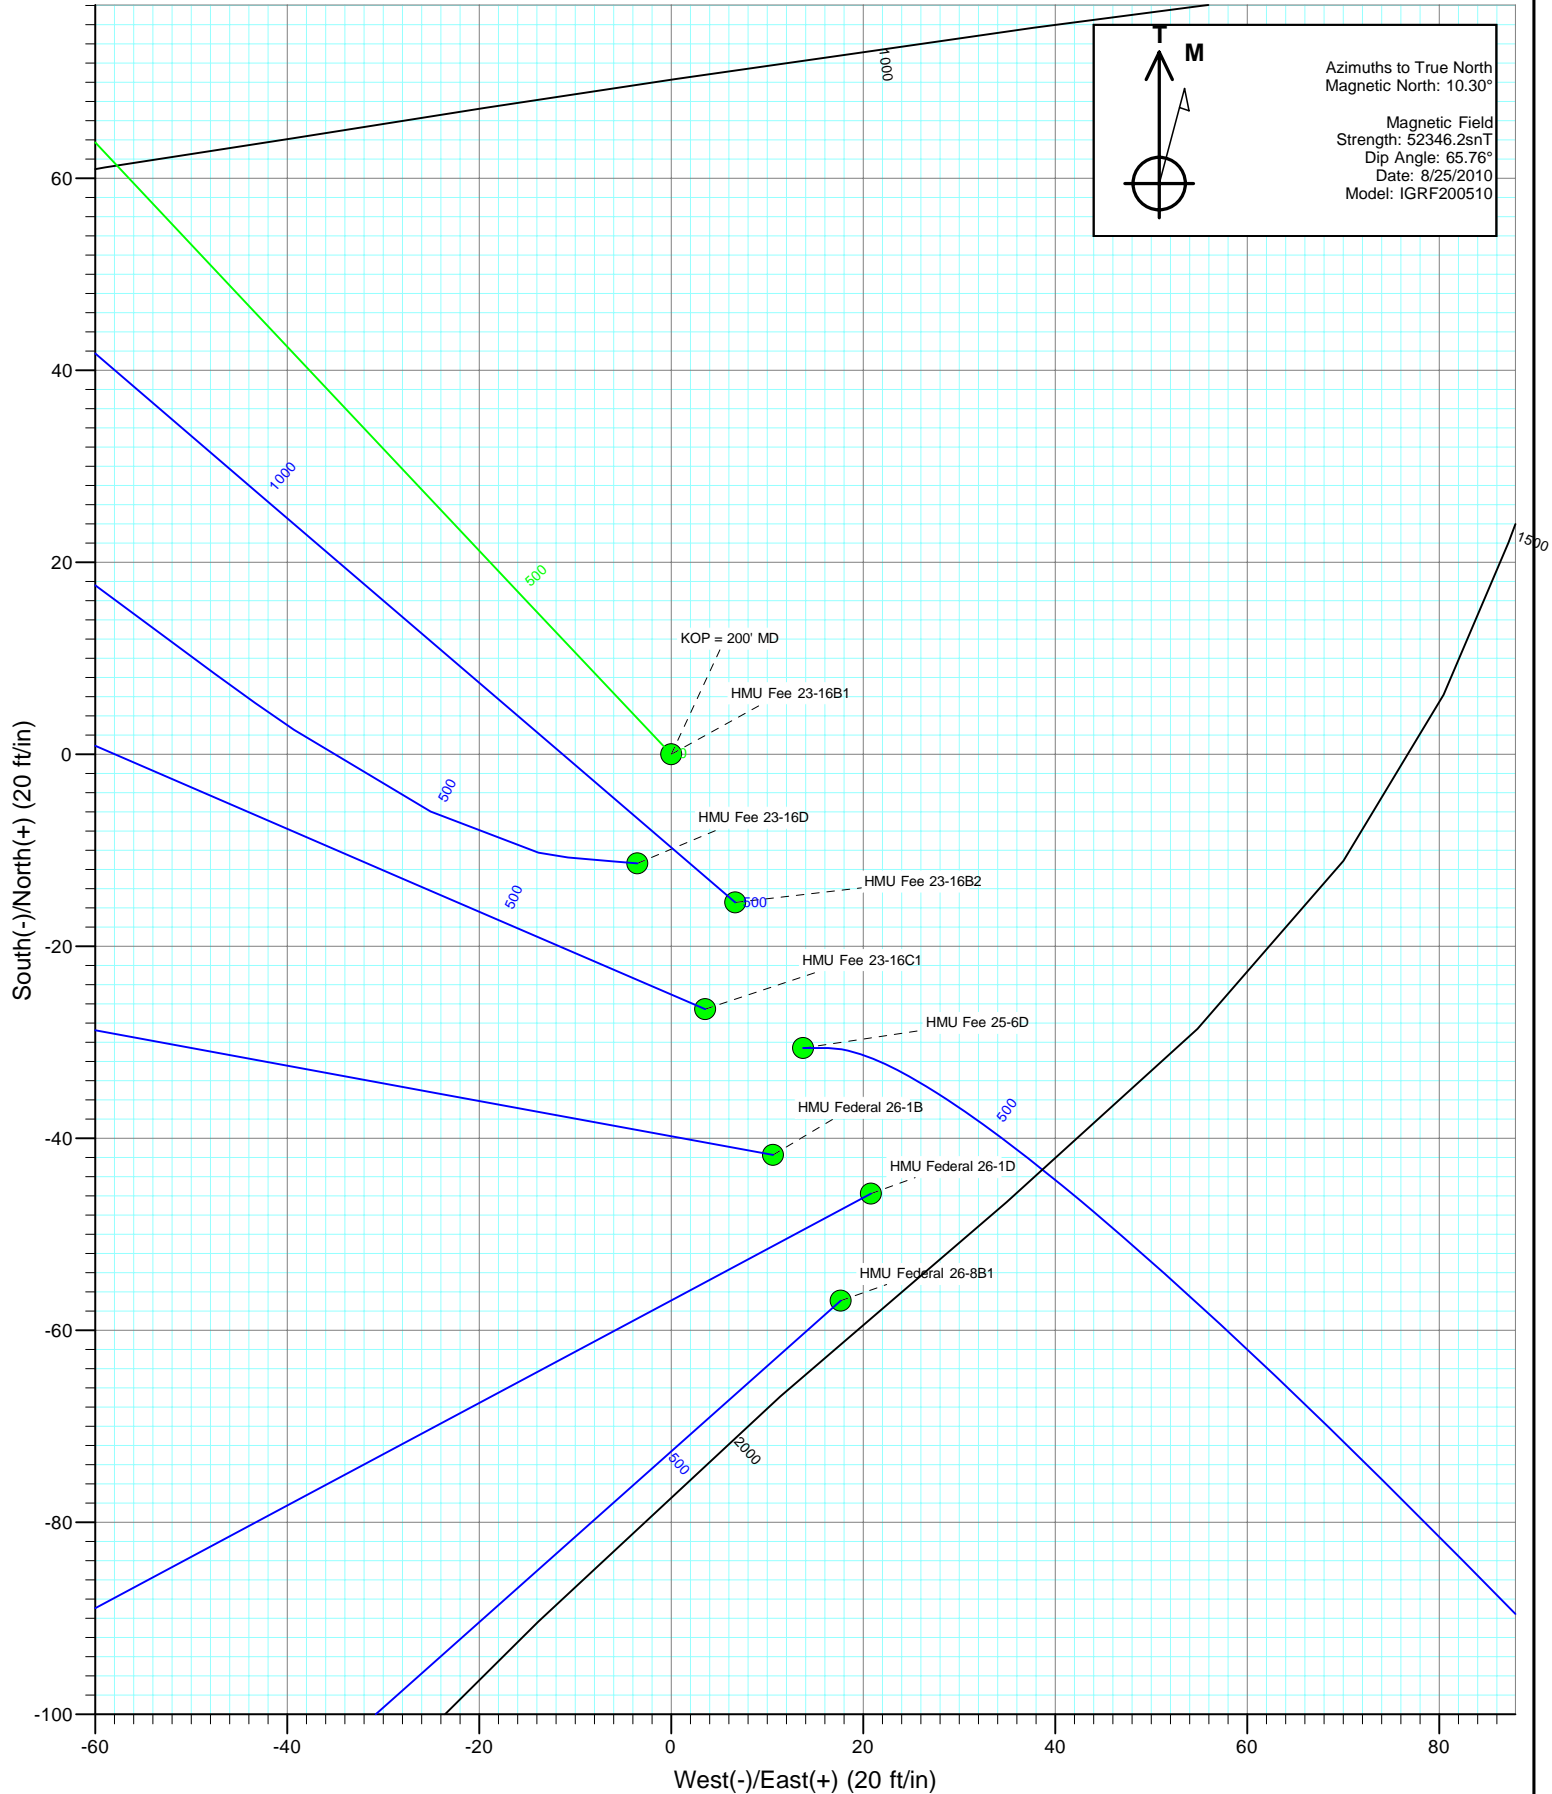 T
M
Azimuths to True North
Magnetic North: 10.30°
Magnetic Field
Strength: 52346.2snT
Dip Angle: 65.76°
Date: 8/25/2010
Model: IGRF200510
1000
60
40
1000
20
500
1500
KOP = 200' MD
HMU Fee 23-16B1
0
500
HMU Fee 23-16D
HMU Fee 23-16B2
500
500
-20
HMU Fee 23-16C1
HMU Fee 25-6D
HMU Federal 26-1B
500
-40
HMU Federal 26-1D
HMU Federal 26-8B1
-60
500
2000
-80
-100
South(-)/North(+) (20 ft/in)
-60
-40
-20
0
20
40
60
80
West(-)/East(+) (20 ft/in)